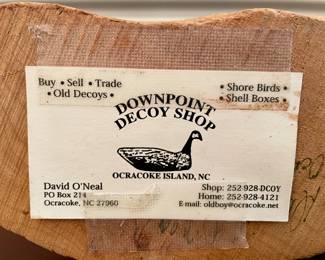 Buy • Sell • Trade
• Old Decoys •
• Shore Birds •
• Shell Boxes •
DOWNPOINT
DECOY SHOP
OCRACOKE ISLAND, NC
David O'Neal
PO Box 214
Ocracoke, NC 27960
Shop: 252-928-DCOY
Home: 252-928-4121
E-mail: oldboy@ocracoke.net